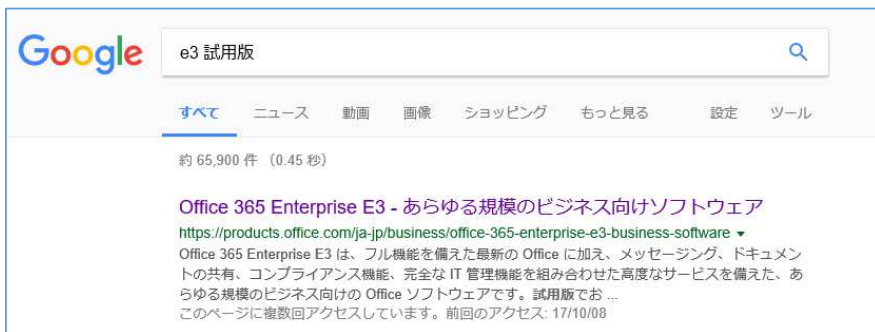 Google
e3 試用版
すべて ニュース 動画 画像 ショッピング もっと見る 設定 ツール
約 65,900 件 （0.45 秒）
Office 365 Enterprise E3 - あらゆる規模のビジネス向けソフトウェア
https://products.office.com/ja-jp/business/office-365-enterprise-e3-business-software ▼
Office 365 Enterprise E3 は、フル機能を備えた最新の Office に加え、メッセージング、ドキュメン
トの共有、コンプライアンス機能、完全な IT 管理機能を組み合わせた高度なサービスを備えた、あ
らゆる規模のビジネス向けの Office ソフトウェアです。試用版でお ...
このページに複数回アクセスしています。前回のアクセス: 17/10/08